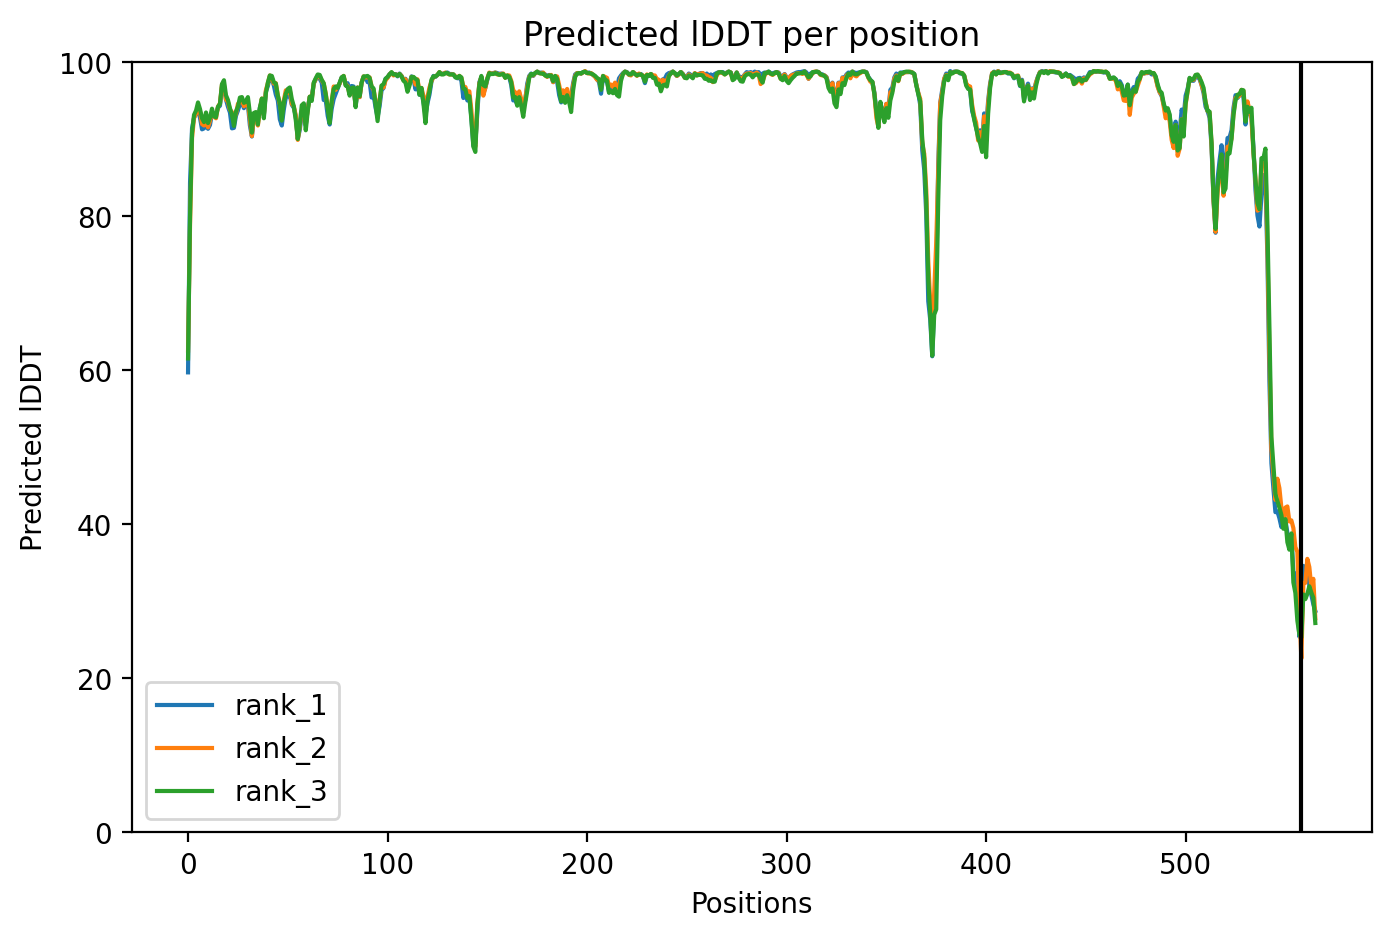 Predicted lDDT per position
100
80
60
40
20
0
Predicted lDDT
rank_1
rank_2
rank_3
0 100 200 300 400 500
Positions